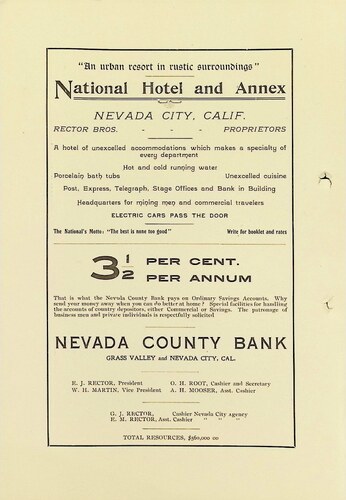 "An urban resort in rustic surroundings"
National Hotel and Annex
NEVADA CITY, CALIF.
RECTOR BROS. - - - PROPRIETORS
A hotel of unexcelled accommodations which makes a specialty of
every department
Hot and cold running water
Porcelain bath tubs Unexcelled cuisine
Post, Express, Telegraph, Stage Offices and Bank in Building
Headquarters for mining men and commercial travelers
ELECTRIC CARS PASS THE DOOR
The National's Motto: "The best is none too good" Write for booklet and rates
3½ PER CENT.
PER ANNUM
That is what the Nevada County Bank pays on Ordinary Savings Accounts. Why
send your money away when you can do better at home? Special facilities for handling
the accounts of country depositors, either Commercial or Savings. The patronage of
business men and private individuals is respectfully solicited
NEVADA COUNTY BANK
GRASS VALLEY and NEVADA CITY, CAL.
E. J. RECTOR, President O. H. ROOT, Cashier and Secretary
W. H. MARTIN, Vice President A. H. MOOSER, Asst. Cashier
G. J. RECTOR, Cashier Nevada City agency
E. M. RECTOR, Asst. Cashier " " "
TOTAL RESOURCES, $560,000 00